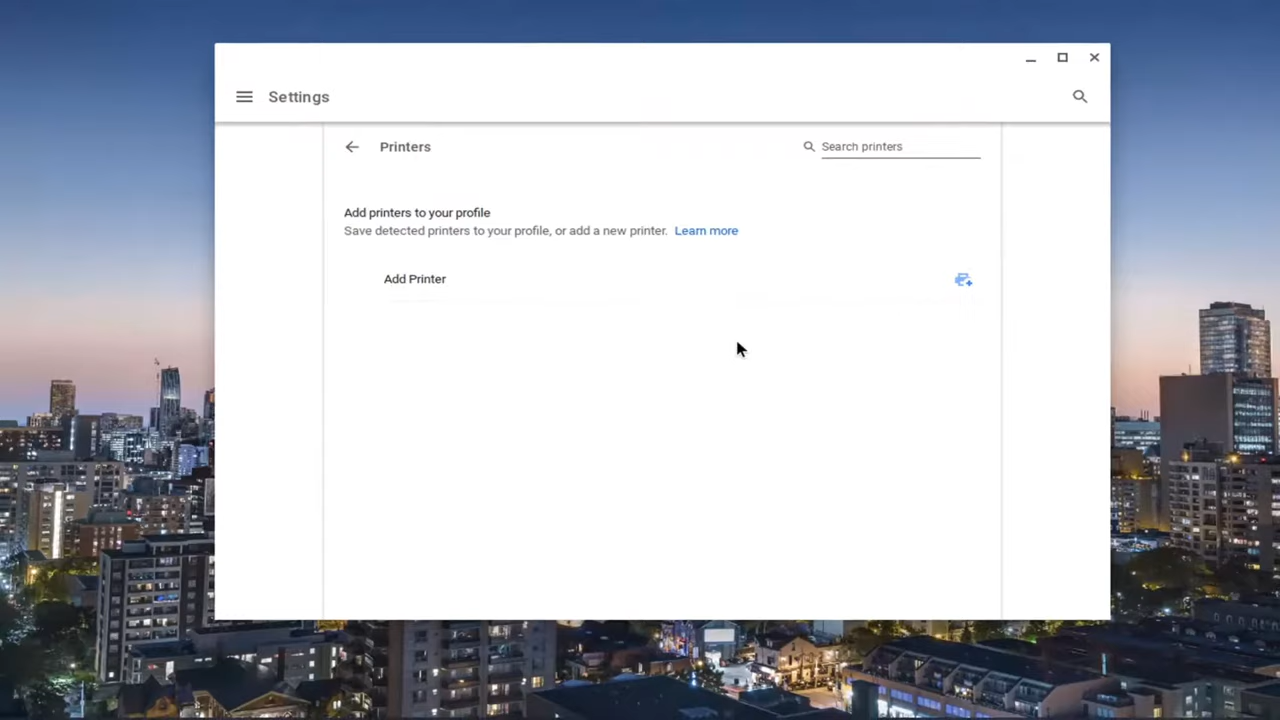 Settings
Printers
Search printers
Add printers to your profile
Save detected printers to your profile, or add a new printer. Learn more
Add Printer